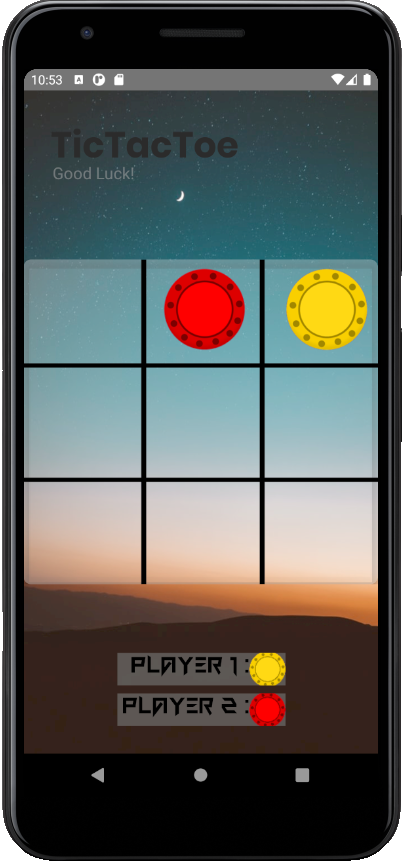 10:53
TicTacToe
Good Luck!
PLAYER 1 :
PLAYER 2 :